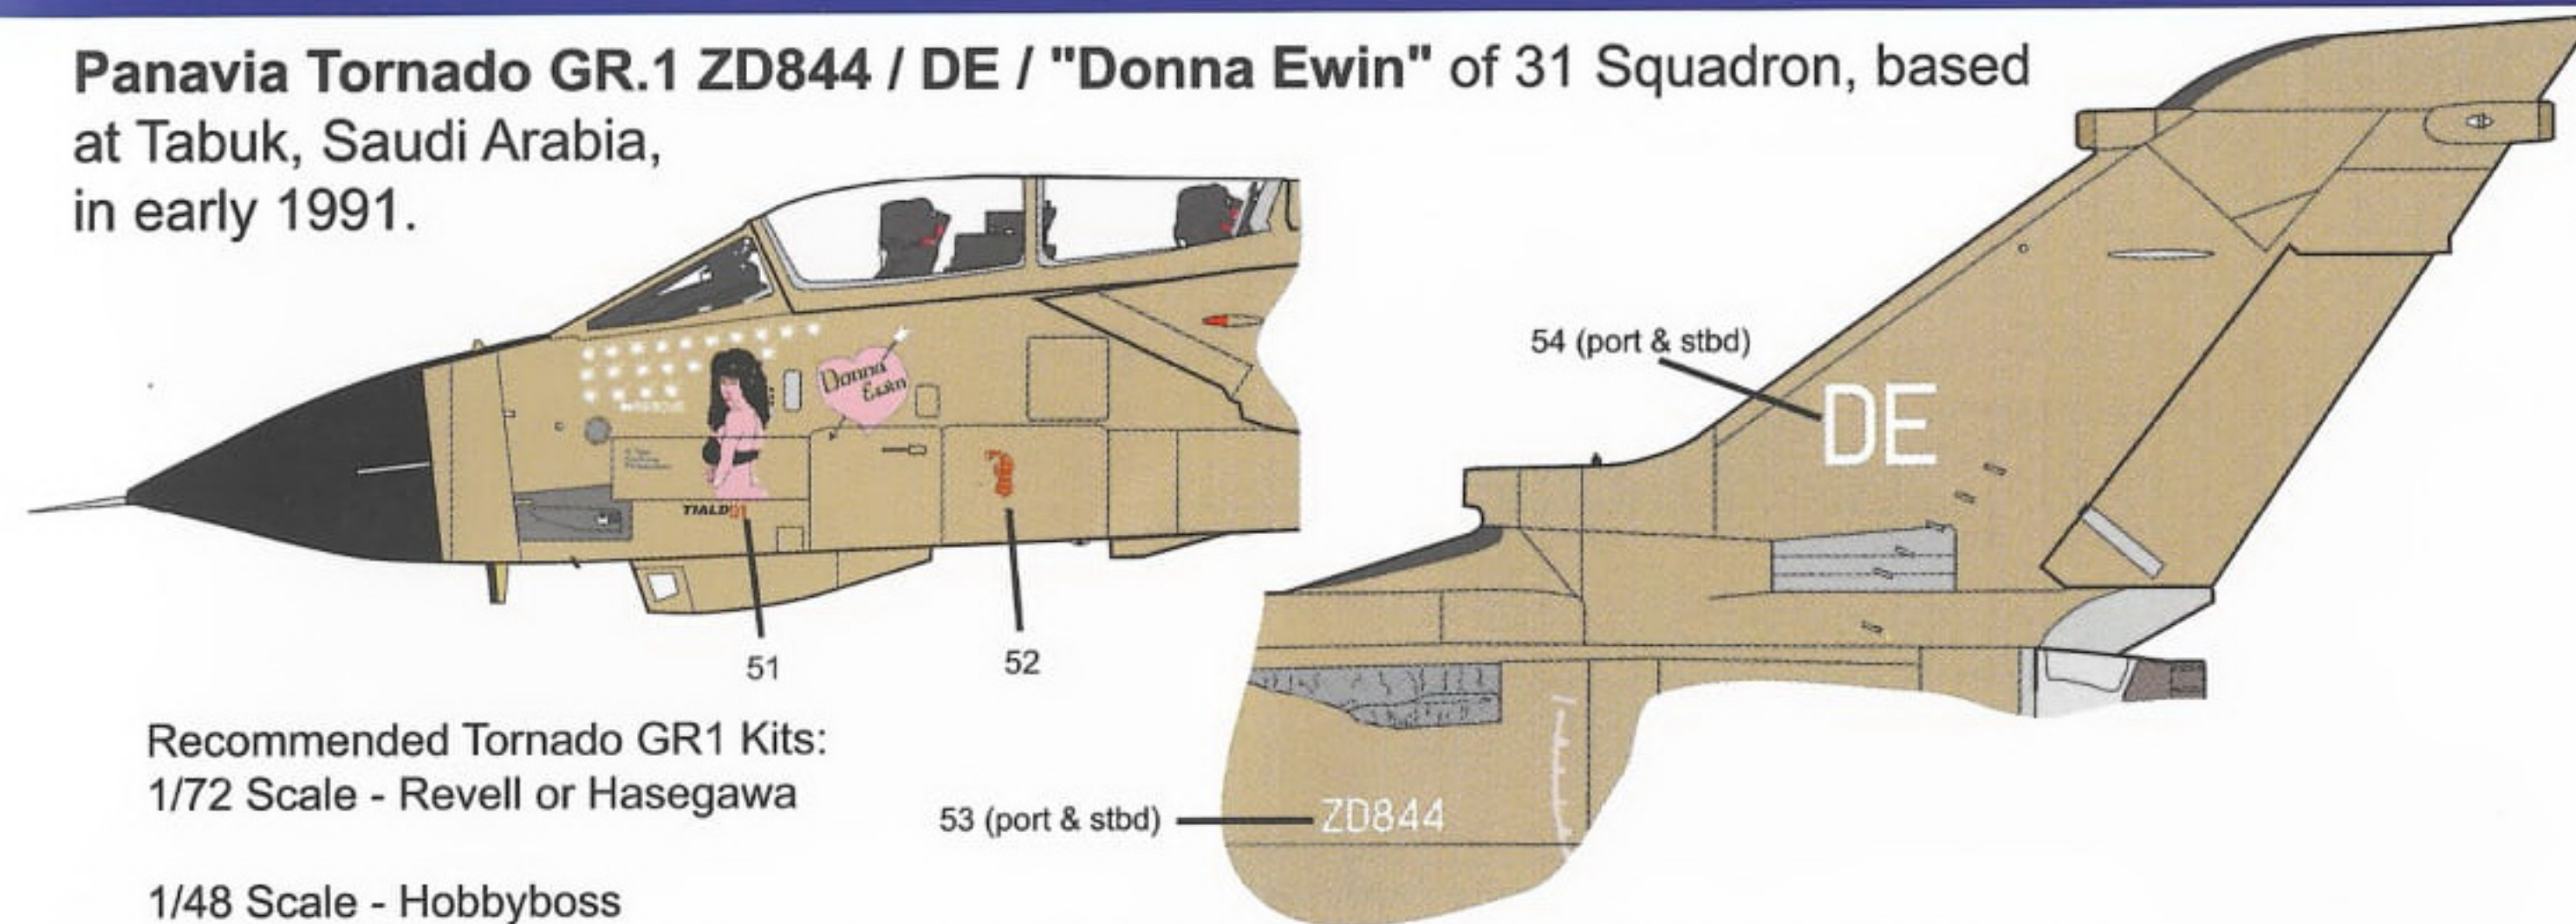 Panavia Tornado GR.1 ZD844 / DE / "Donna Ewin" of 31 Squadron, based
at Tabuk, Saudi Arabia,
in early 1991.
54 (port & stbd)
DE
Donna
Ewin
TIALD 91
51
52
Recommended Tornado GR1 Kits:
1/72 Scale - Revell or Hasegawa
53 (port & stbd)
ZD844
1/48 Scale - Hobbyboss